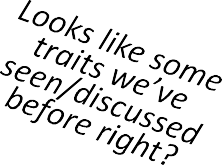 Looks like some
traits we've
seen/discussed
before right?